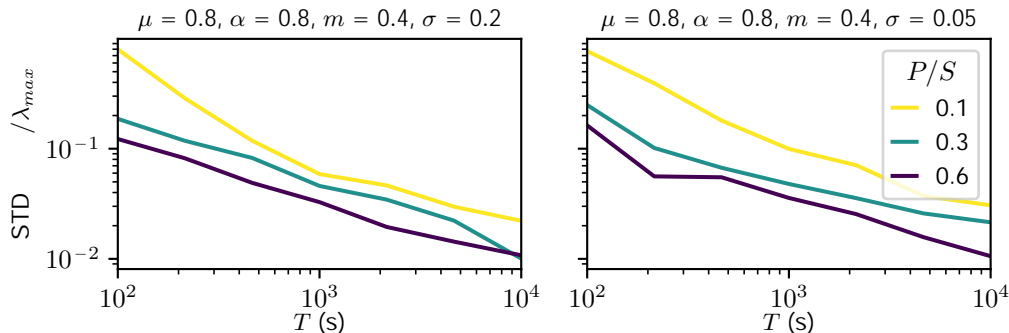 μ = 0.8, α = 0.8, m = 0.4, σ = 0.2
μ = 0.8, α = 0.8, m = 0.4, σ = 0.05
STD /λ_max
10^{-1}
10^{-2}
10^2
10^3
10^4
T (s)
10^2
10^3
10^4
T (s)
P/S
0.1
0.3
0.6